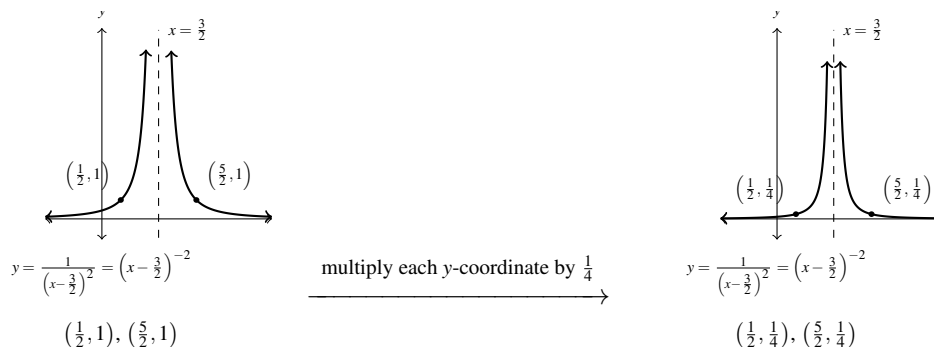 y
x = 3/2
(1/2, 1)
(5/2, 1)
y = 1/(x − 3/2)^2 = (x − 3/2)^−2
(1/2, 1), (5/2, 1)
multiply each y-coordinate by 1/4
y
x = 3/2
(1/2, 1/4)
(5/2, 1/4)
y = 1/(x − 3/2)^2 = (x − 3/2)^−2
(1/2, 1/4), (5/2, 1/4)